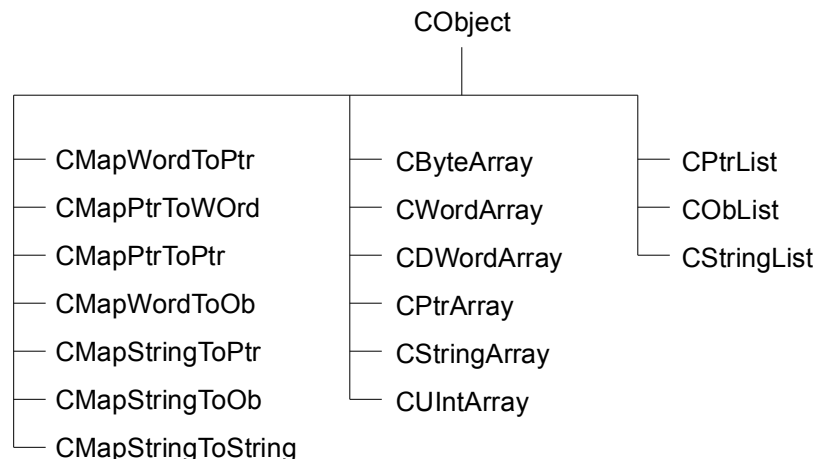 CObject
CMapWordToPtr
CMapPtrToWOrd
CMapPtrToPtr
CMapWordToOb
CMapStringToPtr
CMapStringToOb
CMapStringToString
CByteArray
CWordArray
CDWordArray
CPtrArray
CStringArray
CUIntArray
CPtrList
CObList
CStringList